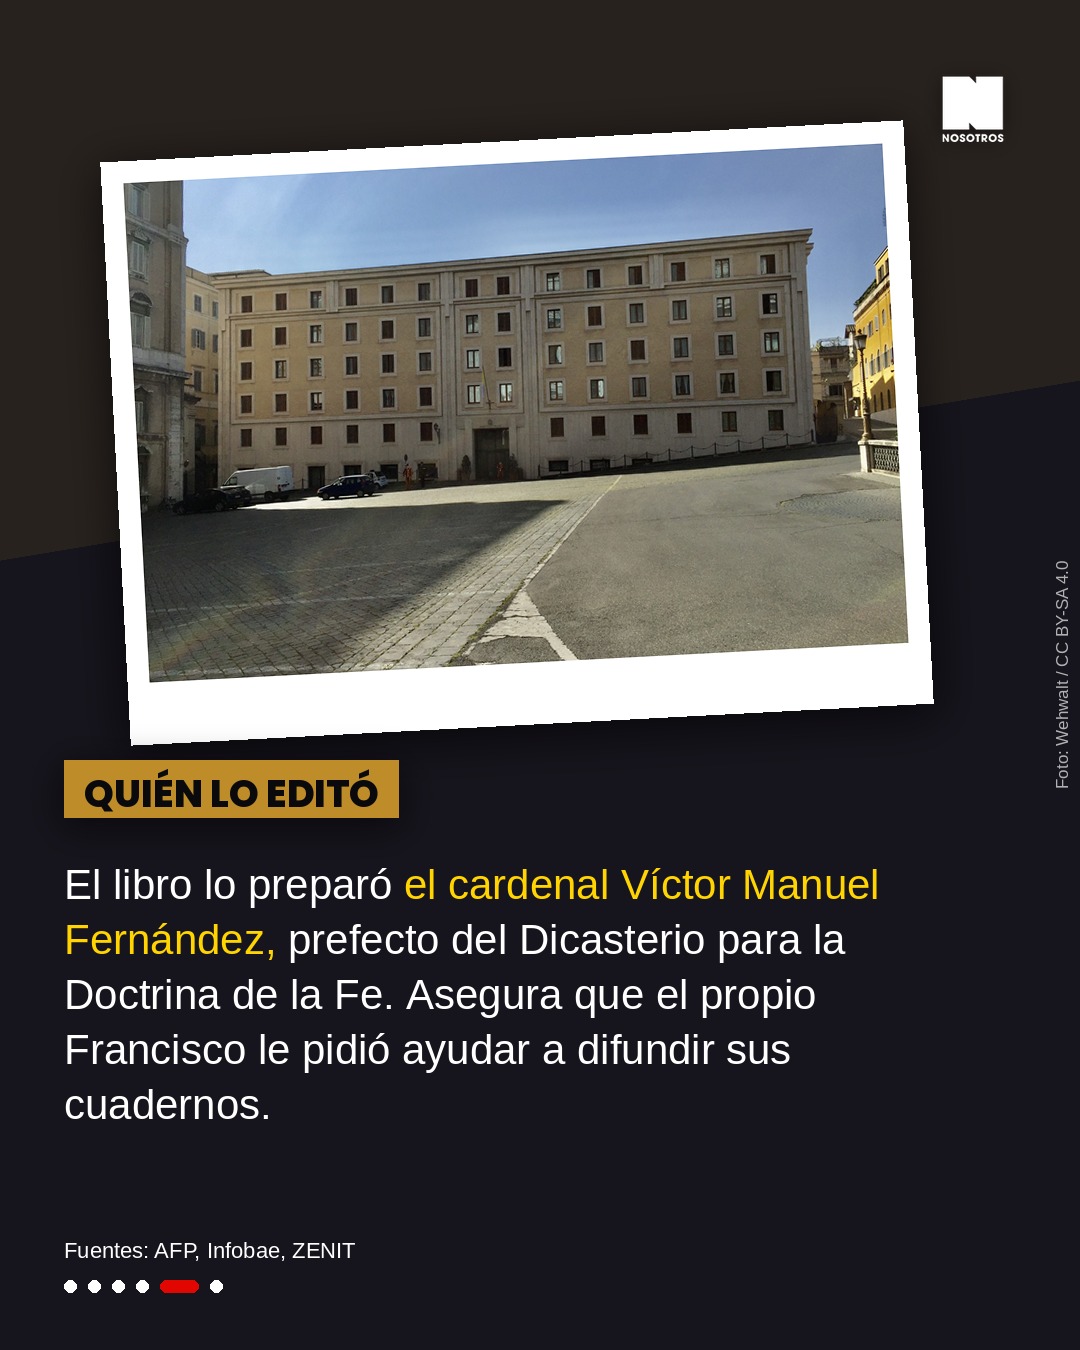 NOSOTROS
Foto: Wehwalt / CC BY-SA 4.0
QUIÉN LO EDITÓ
El libro lo preparó el cardenal Víctor Manuel
Fernández, prefecto del Dicasterio para la
Doctrina de la Fe. Asegura que el propio
Francisco le pidió ayudar a difundir sus
cuadernos.
Fuentes: AFP, Infobae, ZENIT